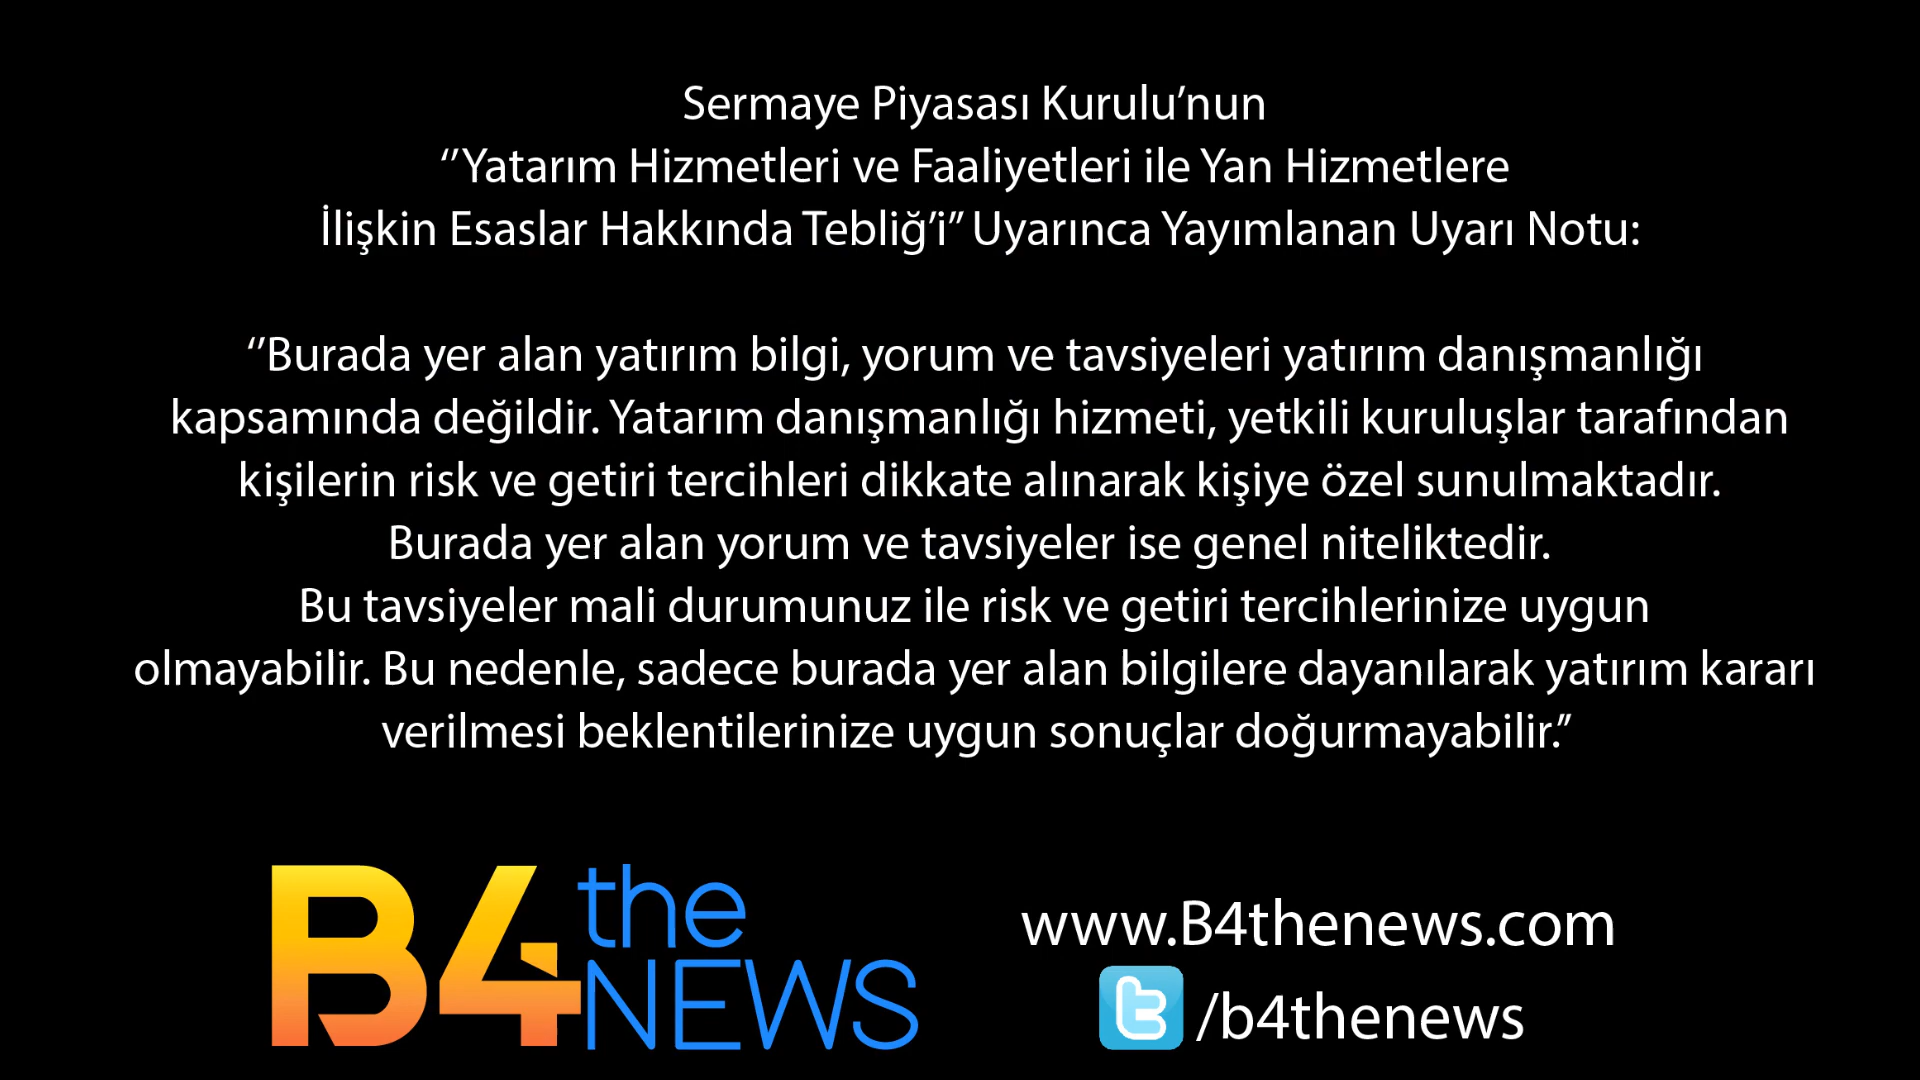 Sermaye Piyasası Kurulu’nun
‘’Yatarım Hizmetleri ve Faaliyetleri ile Yan Hizmetlere
İlişkin Esaslar Hakkında Tebliğ’i” Uyarınca Yayımlanan Uyarı Notu:
‘’Burada yer alan yatırım bilgi, yorum ve tavsiyeleri yatırım danışmanlığı
kapsamında değildir. Yatarım danışmanlığı hizmeti, yetkili kuruluşlar tarafından
kişilerin risk ve getiri tercihleri dikkate alınarak kişiye özel sunulmaktadır.
Burada yer alan yorum ve tavsiyeler ise genel niteliktedir.
Bu tavsiyeler mali durumunuz ile risk ve getiri tercihlerinize uygun
olmayabilir. Bu nedenle, sadece burada yer alan bilgilere dayanılarak yatırım kararı
verilmesi beklentilerinize uygun sonuçlar doğurmayabilir.”
B4 the
NEWS
www.B4thenews.com
/b4thenews